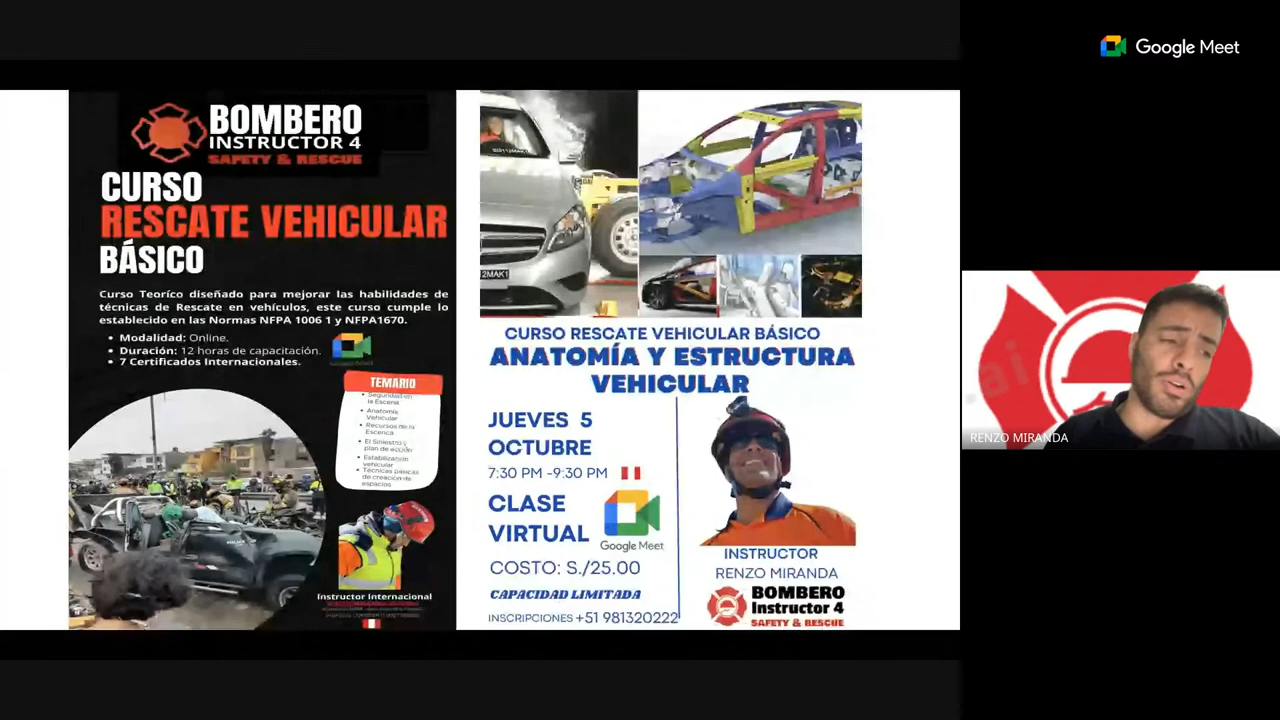 BOMBERO
INSTRUCTOR 4
SAFETY & RESCUE
CURSO
RESCATE VEHICULAR
BÁSICO
Curso Teoríco diseñado para mejorar las habilidades de
técnicas de Rescate en vehículos, este curso cumple lo
establecido en las Normas NFPA 1006 1 y NFPA1670.
• Modalidad: Online.
• Duración: 12 horas de capacitación.
• 7 Certificados Internacionales.
TEMARIO
Seguridad en
la Escena
Anatomía
Vehicular
Recursos de la
Escenca
El Siniestro y
plan de acción
Estabilización
vehicular
Técnicas básicas
de creación de
espacios
Instructor Internacional
12MAK1
CURSO RESCATE VEHICULAR BÁSICO
ANATOMÍA Y ESTRUCTURA
VEHICULAR
JUEVES 5
OCTUBRE
7:30 PM -9:30 PM
CLASE
VIRTUAL
Google Meet
COSTO: S./25.00
CAPACIDAD LIMITADA
INSCRIPCIONES +51 981320222
INSTRUCTOR
RENZO MIRANDA
BOMBERO
Instructor 4
SAFETY & RESCUE
Google Meet
RENZO MIRANDA